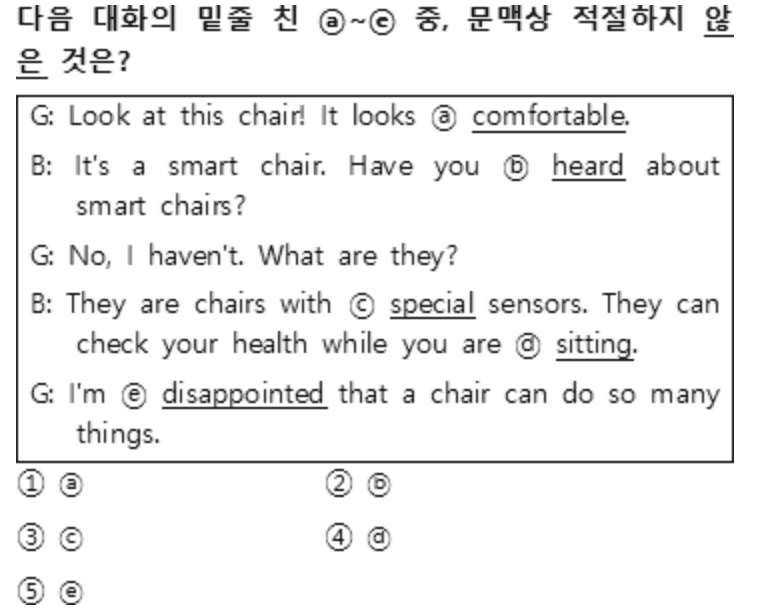 다음 대화의 밑줄 친 ⓐ~ⓔ 중, 문맥상 적절하지 않
은 것은?
G: Look at this chair! It looks ⓐ comfortable.
B: It's a smart chair. Have you ⓑ heard about
smart chairs?
G: No, I haven't. What are they?
B: They are chairs with ⓒ special sensors. They can
check your health while you are ⓓ sitting.
G: I'm ⓔ disappointed that a chair can do so many
things.
① ⓐ ② ⓑ
③ ⓒ ④ ⓓ
⑤ ⓔ